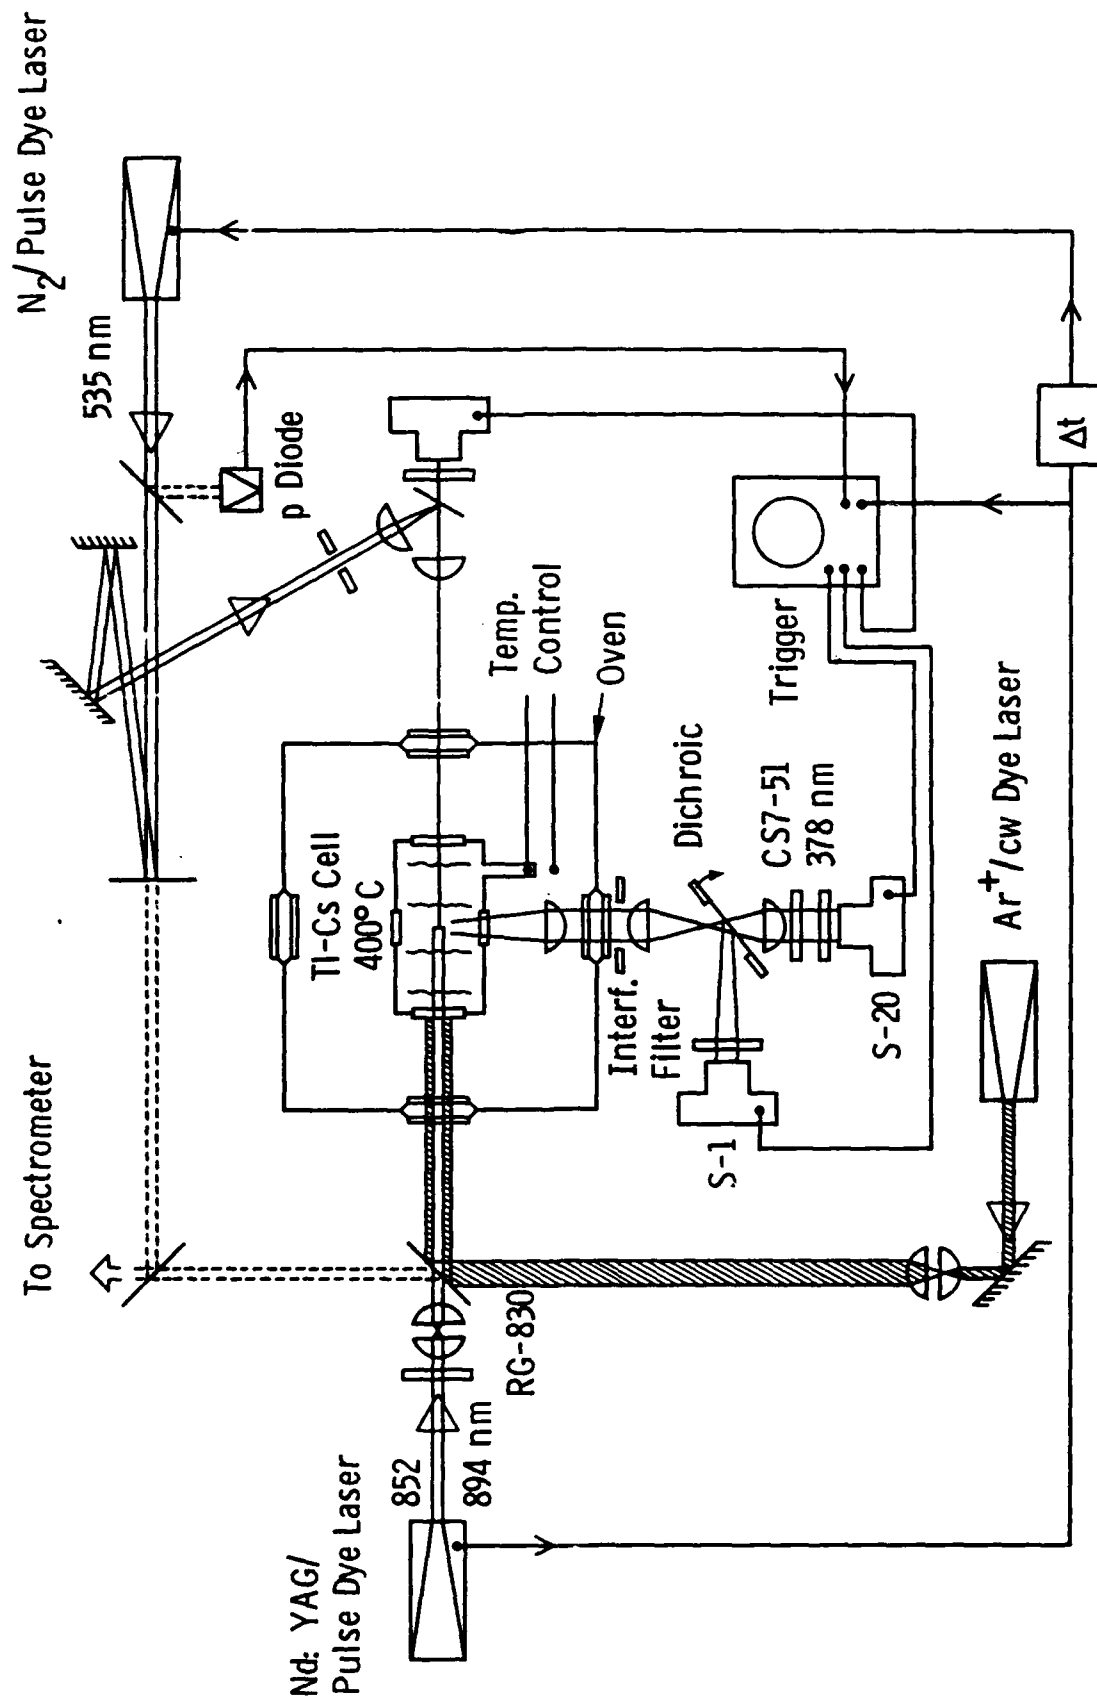 N2/Pulse Dye Laser
535 nm
p Diode
To Spectrometer
Temp.
Control
Oven
Tl-Cs Cell
400°C
Trigger
Δt
Dichroic
Interf.
Filter
CS7-51
378 nm
S-1
S-20
Ar+/cw Dye Laser
RG-830
852
894 nm
Nd: YAG/
Pulse Dye Laser